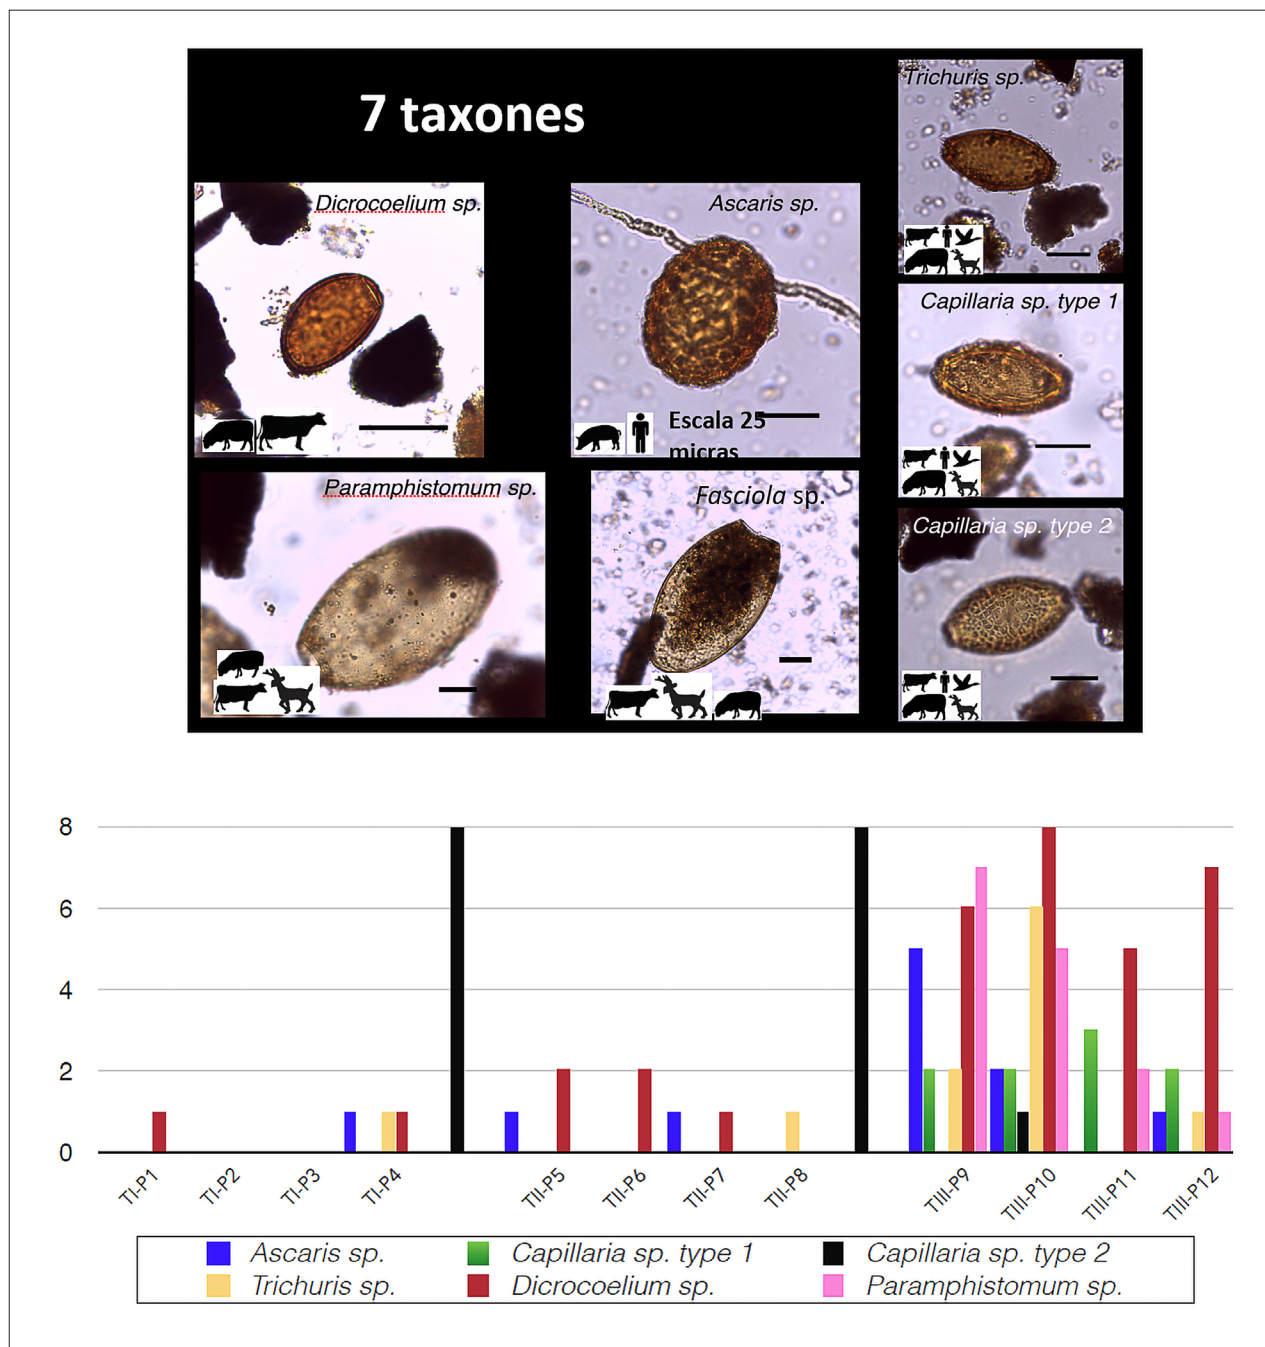 7 taxones
Trichuris sp.
Dicrocoelium sp.
Ascaris sp.
Escala 25
micras
Capillaria sp. type 1
Paramphistomum sp.
Fasciola sp.
Capillaria sp. type 2
8
6
4
2
0
TI-P1 TI-P2 TI-P3 TI-P4 TII-P5 TII-P6 TII-P7 TII-P8 TIII-P9 TIII-P10 TIII-P11 TIII-P12
Ascaris sp. Capillaria sp. type 1 Capillaria sp. type 2
Trichuris sp. Dicrocoelium sp. Paramphistomum sp.